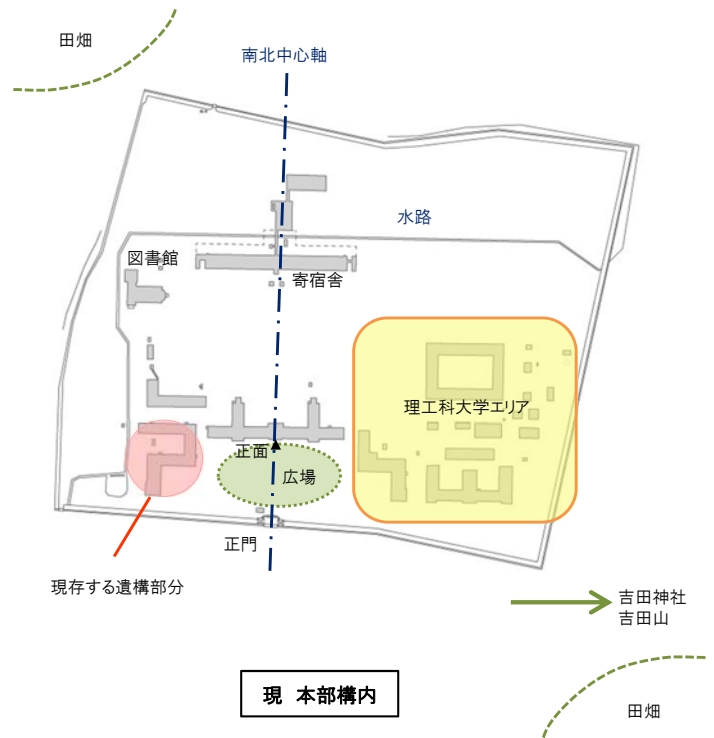 田畑
南北中心軸
水路
図書館
寄宿舎
理工科大学エリア
正面
広場
正門
現存する遺構部分
吉田神社
吉田山
現 本部構内
田畑